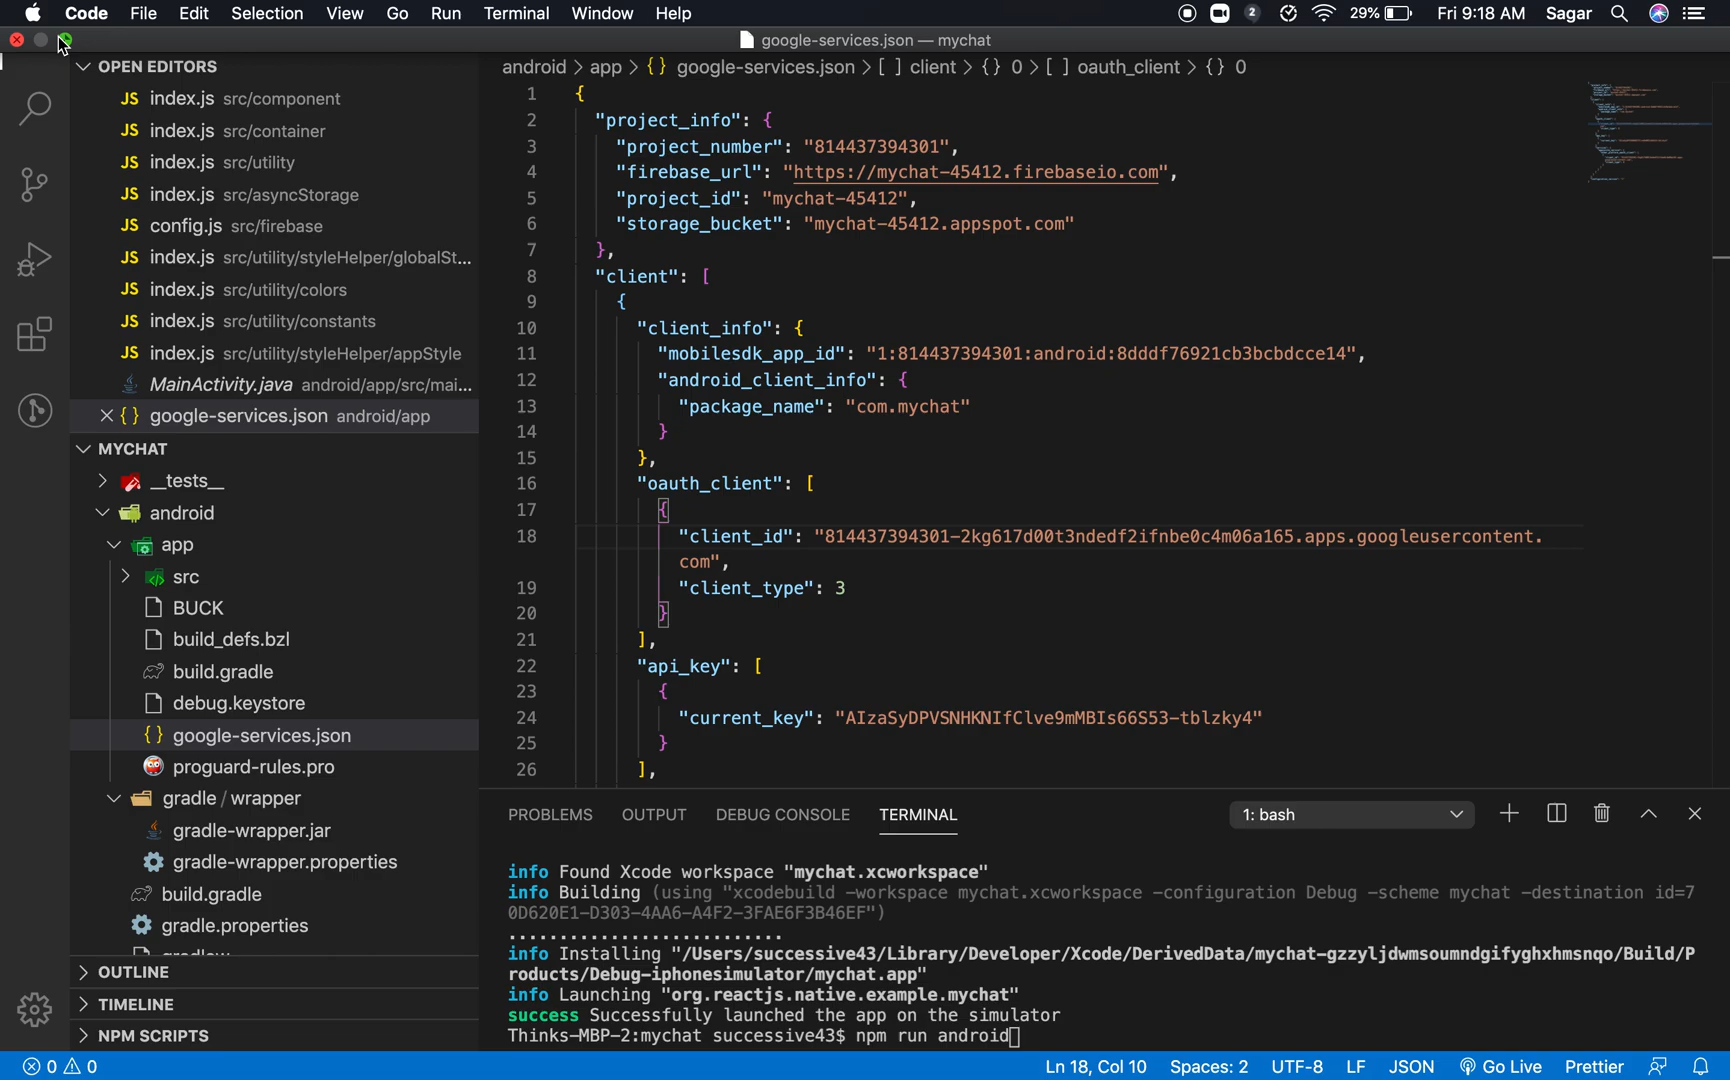 Code File Edit Selection View Go Run Terminal Window Help 2 29% Fri 9:18 AM Sagar
google-services.json — mychat
OPEN EDITORS
JS index.js src/component
JS index.js src/container
JS index.js src/utility
JS index.js src/asyncStorage
JS config.js src/firebase
JS index.js src/utility/styleHelper/globalSt...
JS index.js src/utility/colors
JS index.js src/utility/constants
JS index.js src/utility/styleHelper/appStyle
MainActivity.java android/app/src/mai...
{ } google-services.json android/app
MYCHAT
__tests__
android
app
src
BUCK
build_defs.bzl
build.gradle
debug.keystore
{ } google-services.json
proguard-rules.pro
gradle / wrapper
gradle-wrapper.jar
gradle-wrapper.properties
build.gradle
gradle.properties
OUTLINE
TIMELINE
NPM SCRIPTS
android > app > {} google-services.json > [ ] client > {} 0 > [ ] oauth_client > {} 0
1 {
2 "project_info": {
3 "project_number": "814437394301",
4 "firebase_url": "https://mychat-45412.firebaseio.com",
5 "project_id": "mychat-45412",
6 "storage_bucket": "mychat-45412.appspot.com"
7 },
8 "client": [
9 {
10 "client_info": {
11 "mobilesdk_app_id": "1:814437394301:android:8dddf76921cb3bcbdcce14",
12 "android_client_info": {
13 "package_name": "com.mychat"
14 }
15 },
16 "oauth_client": [
17 {
18 "client_id": "814437394301-2kg617d00t3ndedf2ifnbe0c4m06a165.apps.googleusercontent.
com",
19 "client_type": 3
20 }
21 ],
22 "api_key": [
23 {
24 "current_key": "AIzaSyDPVSNHKNIfClve9mMBIs66S53-tblzky4"
25 }
26 ],
PROBLEMS OUTPUT DEBUG CONSOLE TERMINAL 1: bash
info Found Xcode workspace "mychat.xcworkspace"
info Building (using "xcodebuild -workspace mychat.xcworkspace -configuration Debug -scheme mychat -destination id=7
0D620E1-D303-4AA6-A4F2-3FAE6F3B46EF")
...........................
info Installing "/Users/successive43/Library/Developer/Xcode/DerivedData/mychat-gzzyljdwmsoumndgifyghxhmsnqo/Build/P
roducts/Debug-iphonesimulator/mychat.app"
info Launching "org.reactjs.native.example.mychat"
success Successfully launched the app on the simulator
Thinks-MBP-2:mychat successive43$ npm run android
0 0 Ln 18, Col 10 Spaces: 2 UTF-8 LF JSON Go Live Prettier